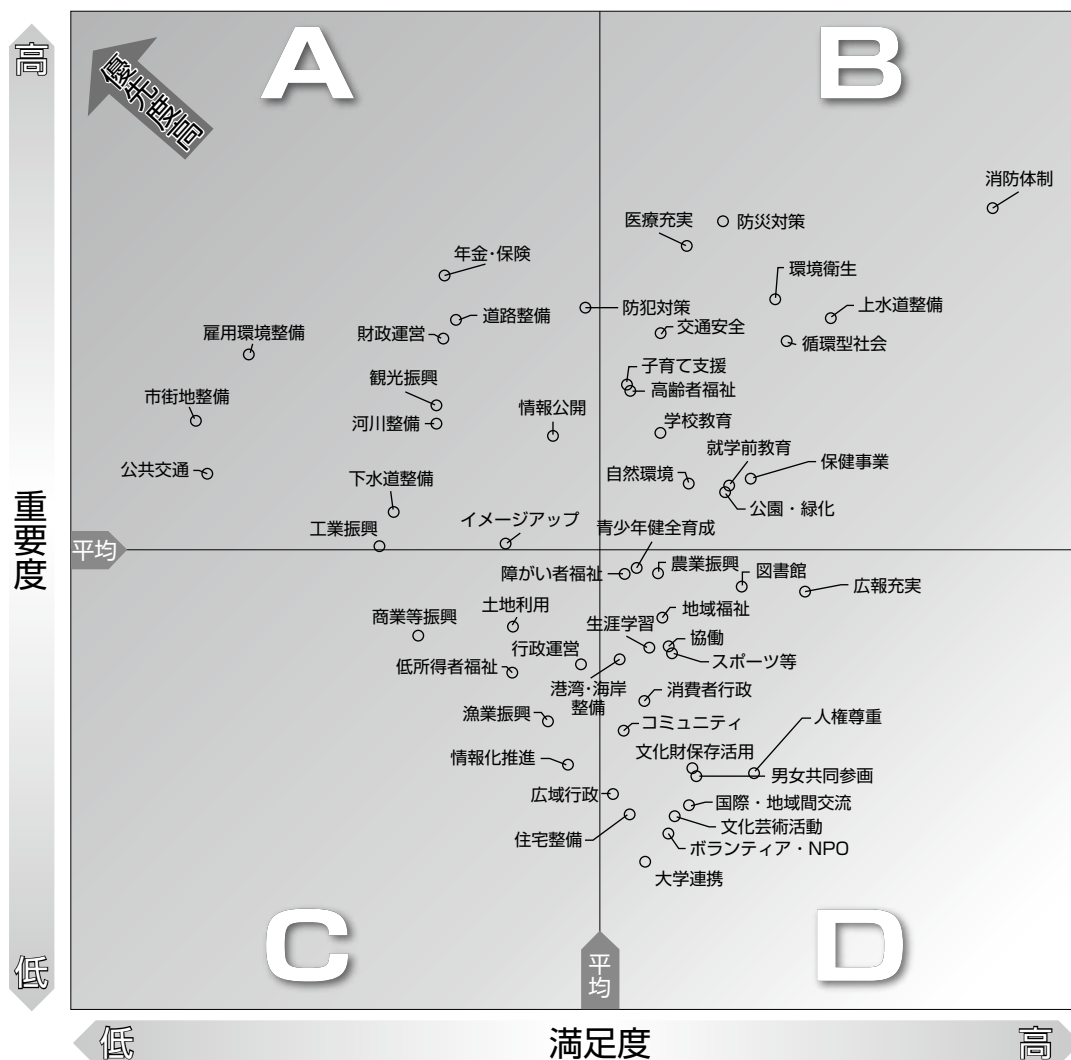 高
A
B
優先度高
消防体制
医療充実
防災対策
年金･保険
環境衛生
防犯対策
上水道整備
道路整備
交通安全
雇用環境整備
財政運営
循環型社会
子育て支援
観光振興
高齢者福祉
市街地整備
情報公開
河川整備
学校教育
就学前教育
公共交通
保健事業
下水道整備
自然環境
公園・緑化
イメージアップ
工業振興
青少年健全育成
重要度
平均
農業振興
障がい者福祉
図書館
広報充実
土地利用
地域福祉
商業等振興
生涯学習
協働
行政運営
スポーツ等
低所得者福祉
港湾･海岸
整備
消費者行政
漁業振興
コミュニティ
人権尊重
文化財保存活用
情報化推進
男女共同参画
広域行政
国際・地域間交流
文化芸術活動
住宅整備
ボランティア・NPO
大学連携
C
D
低
平均
低
満足度
高